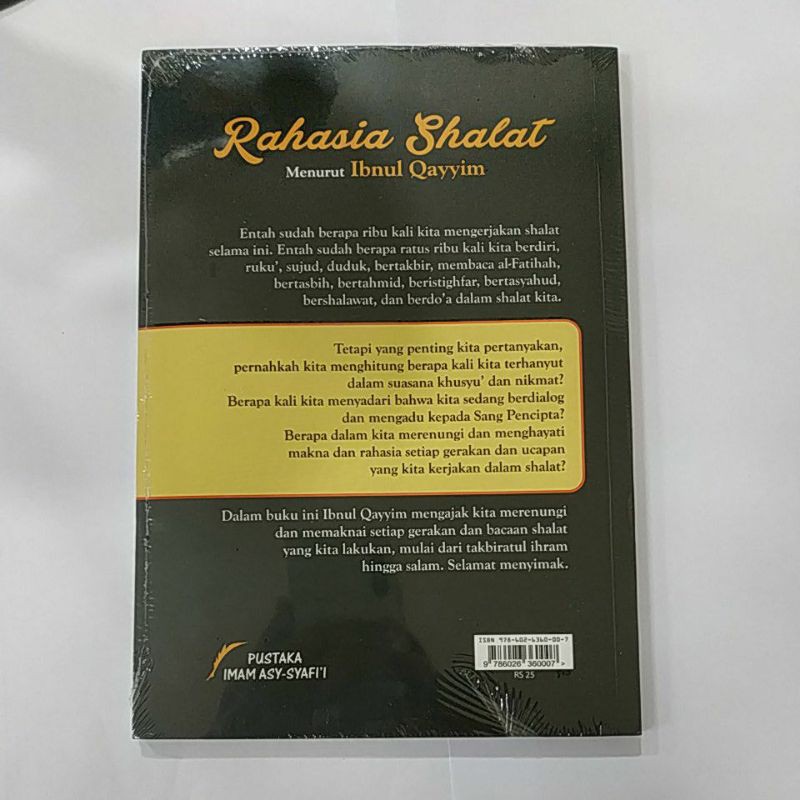 Rahasia Shalat
Menurut Ibnul Qayyim
Entah sudah berapa ribu kali kita mengerjakan shalat
selama ini. Entah sudah berapa ratus ribu kali kita berdiri,
ruku', sujud, duduk, bertakbir, membaca al-Fatihah,
bertasbih, bertahmid, beristighfar, bertasyahud,
bershalawat, dan berdo'a dalam shalat kita.
Tetapi yang penting kita pertanyakan,
pernahkah kita menghitung berapa kali kita terhanyut
dalam suasana khusyu' dan nikmat?
Berapa kali kita menyadari bahwa kita sedang berdialog
dan mengadu kepada Sang Pencipta?
Berapa dalam kita merenungi dan menghayati
makna dan rahasia setiap gerakan dan ucapan
yang kita kerjakan dalam shalat?
Dalam buku ini Ibnul Qayyim mengajak kita merenungi
dan memaknai setiap gerakan dan bacaan shalat
yang kita lakukan, mulai dari takbiratul ihram
hingga salam. Selamat menyimak.
PUSTAKA
IMAM ASY-SYAFI'I
ISBN 978-602-6360-00-7
9 786026 360007 >
RS 25